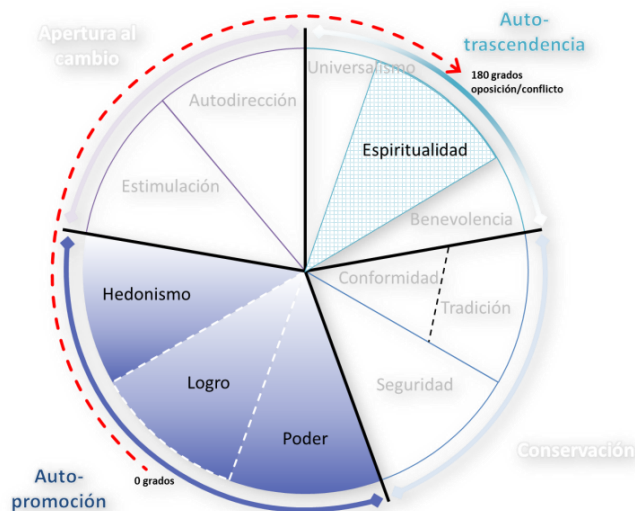 Apertura al
cambio
Auto-
trascendencia
180 grados
oposición/conflicto
Universalismo
Autodirección
Espiritualidad
Estimulación
Benevolencia
Conformidad
Tradición
Hedonismo
Logro
Seguridad
Poder
Conservación
Auto-
promoción
0 grados